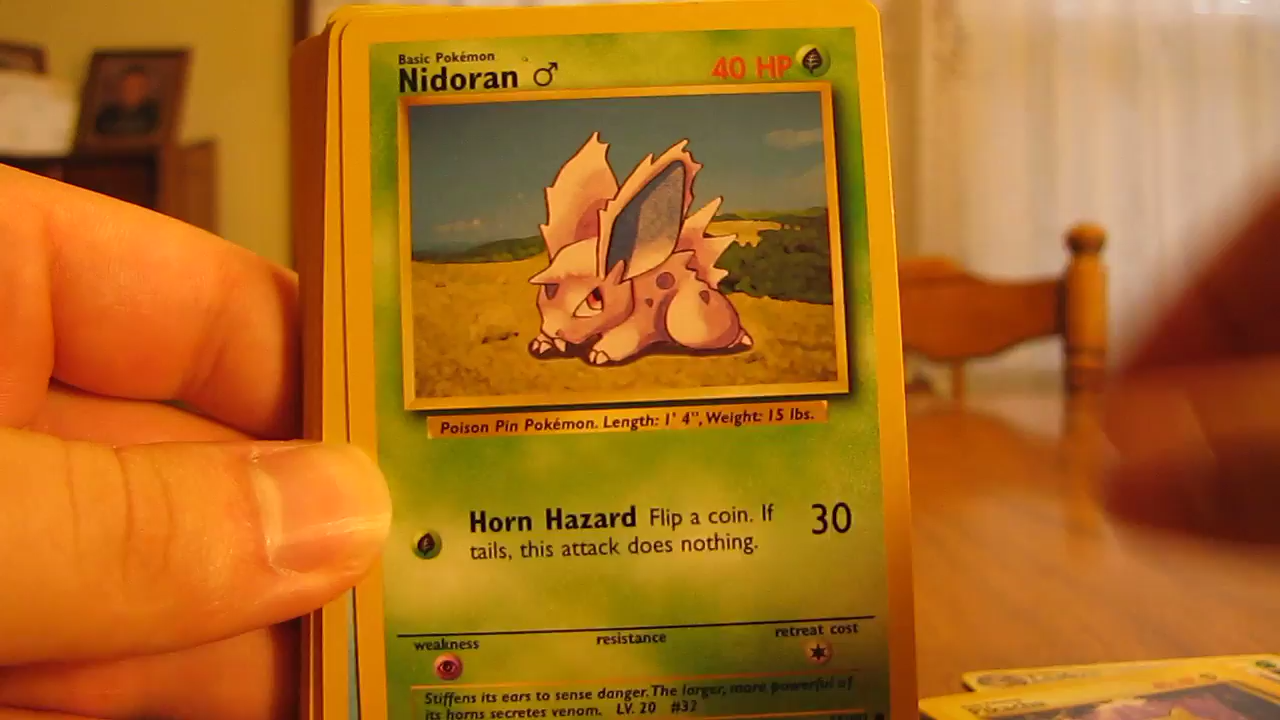 Basic Pokémon
Nidoran ♂
40 HP
Poison Pin Pokémon. Length: 1' 4", Weight: 15 lbs.
Horn Hazard Flip a coin. If
tails, this attack does nothing.
30
weakness
resistance
retreat cost
Stiffens its ears to sense danger. The larger, more powerful of
its horns secretes venom. LV. 20 #32
Pikachu